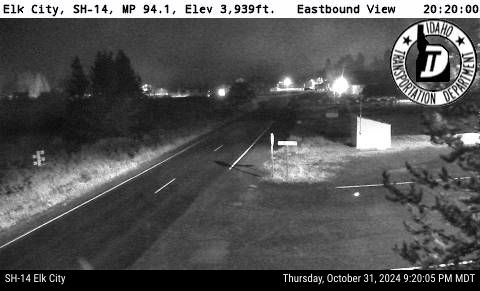 Elk City, SH-14, MP 94.1, Elev 3,939ft. Eastbound View 20:20:00
IDAHO
TRANSPORTATION DEPARTMENT
SH-14 Elk City Thursday, October 31, 2024 9:20:05 PM MDT